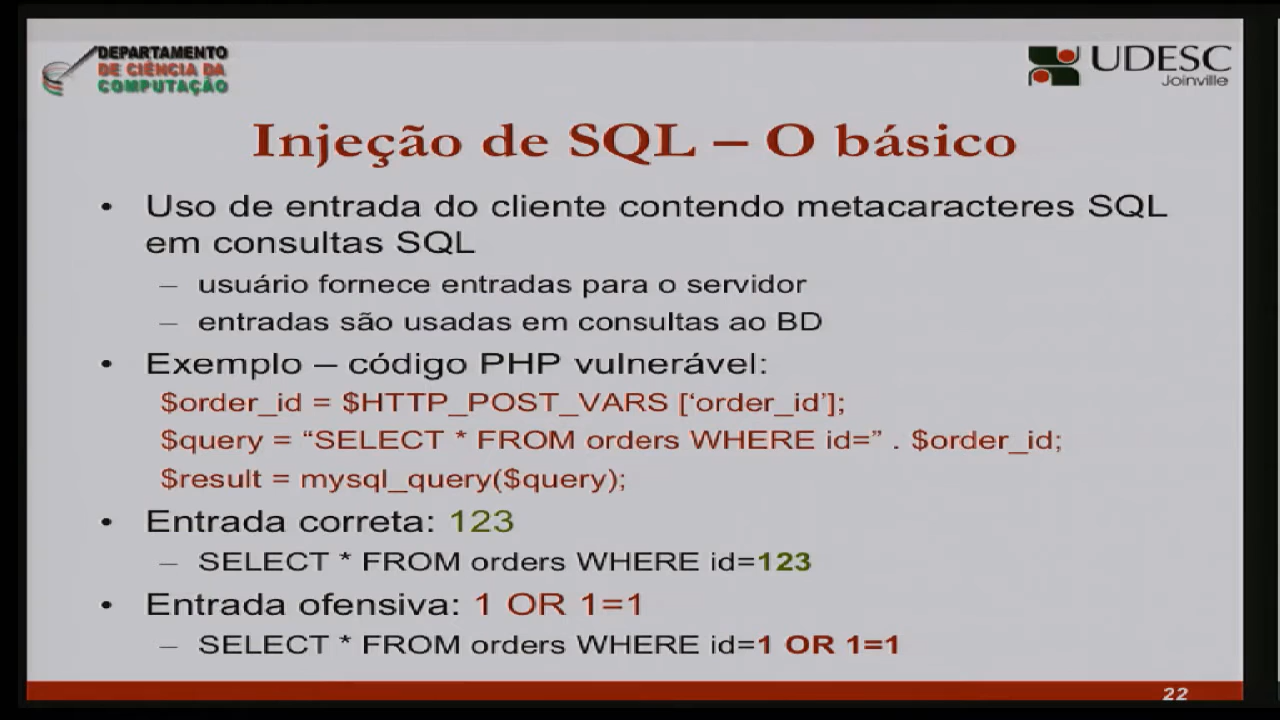 DEPARTAMENTO
DE CIÊNCIA DA
COMPUTAÇÃO
UDESC
Joinville
Injeção de SQL – O básico
• Uso de entrada do cliente contendo metacaracteres SQL
em consultas SQL
– usuário fornece entradas para o servidor
– entradas são usadas em consultas ao BD
• Exemplo – código PHP vulnerável:
$order_id = $HTTP_POST_VARS [‘order_id’];
$query = “SELECT * FROM orders WHERE id=” . $order_id;
$result = mysql_query($query);
• Entrada correta: 123
– SELECT * FROM orders WHERE id=123
• Entrada ofensiva: 1 OR 1=1
– SELECT * FROM orders WHERE id=1 OR 1=1
22